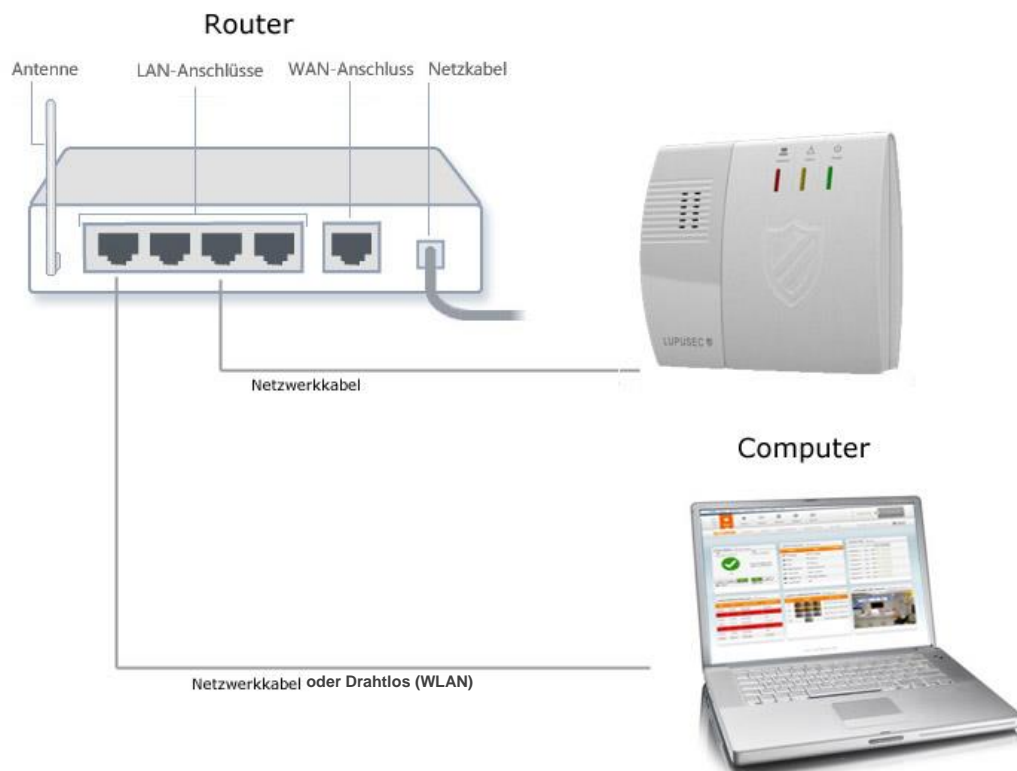 Router
Antenne
LAN-Anschlüsse
WAN-Anschluss
Netzkabel
LUPUSEC
Netzwerkkabel
Computer
Netzwerkkabel oder Drahtlos (WLAN)